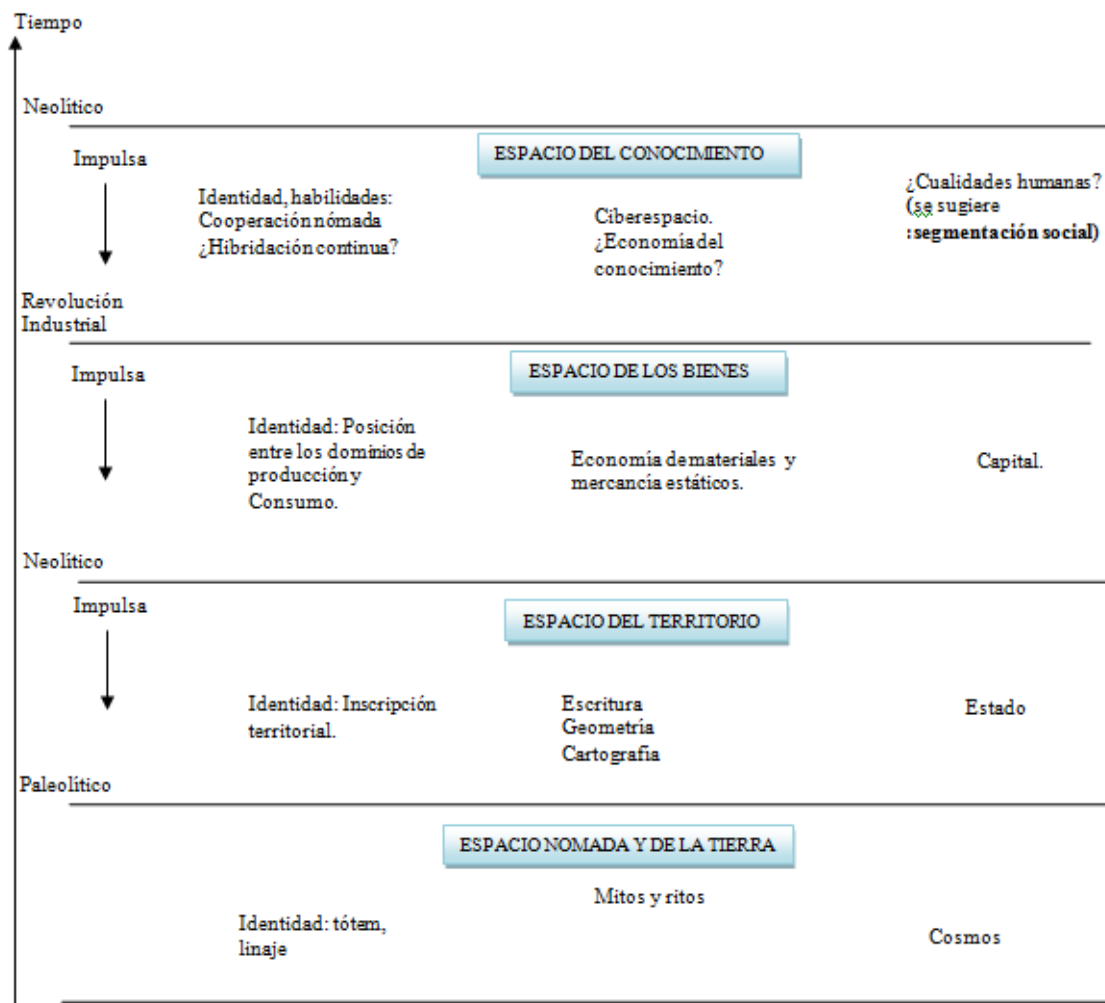 Tiempo
Neolítico
Impulsa
ESPACIO DEL CONOCIMIENTO
Identidad, habilidades:
Cooperación nómada
¿Hibridación continua?
Ciberespacio.
¿Economía del
conocimiento?
¿Cualidades humanas?
(se sugiere
:segmentación social)
Revolución
Industrial
Impulsa
ESPACIO DE LOS BIENES
Identidad: Posición
entre los dominios de
producción y
Consumo.
Economía de materiales y
mercancía estáticos.
Capital.
Neolítico
Impulsa
ESPACIO DEL TERRITORIO
Identidad: Inscripción
territorial.
Escritura
Geometría
Cartografía
Estado
Paleolítico
ESPACIO NOMADA Y DE LA TIERRA
Mitos y ritos
Identidad: tótem,
linaje
Cosmos